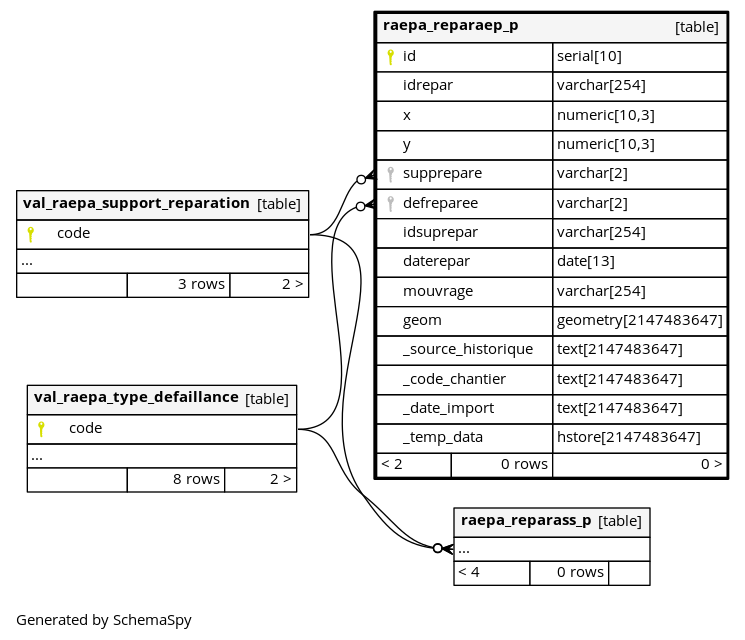 raepa_reparaep_p [table]
id serial[10]
idrepar varchar[254]
x numeric[10,3]
y numeric[10,3]
supprepare varchar[2]
defreparee varchar[2]
idsuprepar varchar[254]
daterepar date[13]
mouvrage varchar[254]
geom geometry[2147483647]
_source_historique text[2147483647]
_code_chantier text[2147483647]
_date_import text[2147483647]
_temp_data hstore[2147483647]
< 2 0 rows 0 >
val_raepa_support_reparation [table]
code
...
3 rows 2 >
val_raepa_type_defaillance [table]
code
...
8 rows 2 >
raepa_reparass_p [table]
...
< 4 0 rows
Generated by SchemaSpy